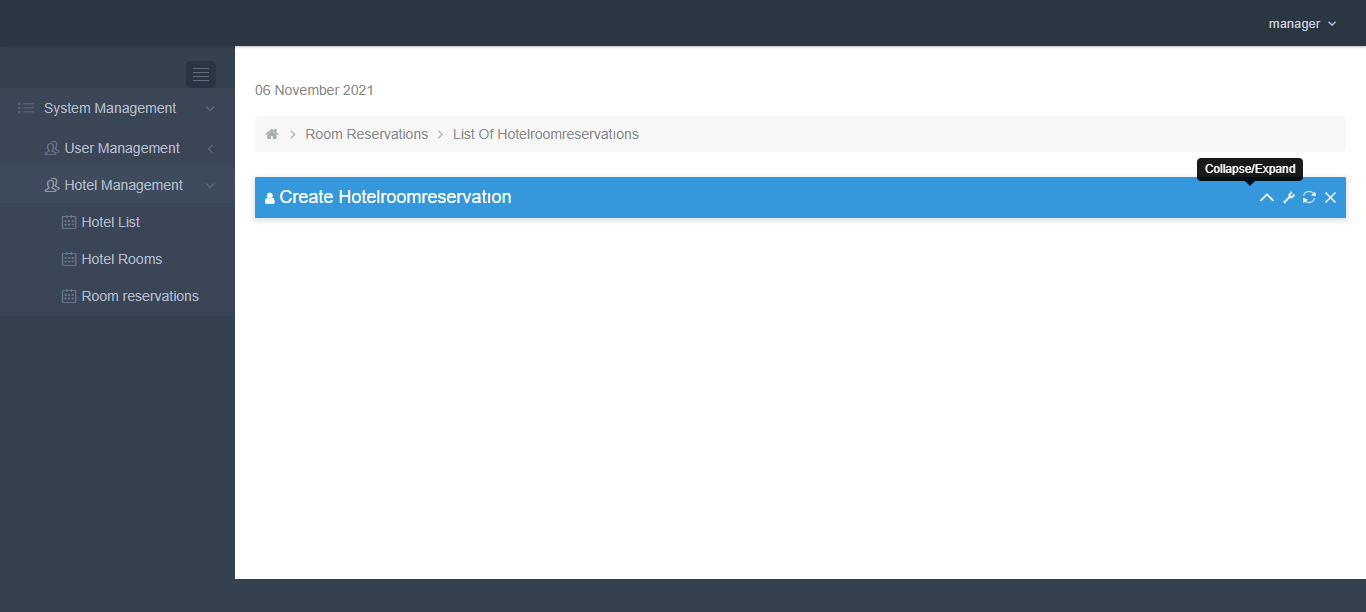 manager
06 November 2021
System Management
Room Reservations > List Of Hotelroomreservatıons
User Management
Collapse/Expand
Hotel Management
Create Hotelroomreservatıon
Hotel List
Hotel Rooms
Room reservations